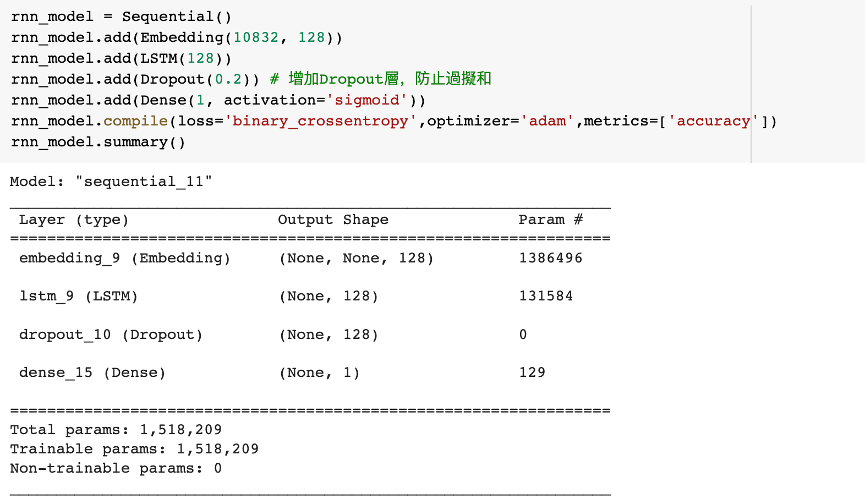 rnn_model = Sequential()
rnn_model.add(Embedding(10832, 128))
rnn_model.add(LSTM(128))
rnn_model.add(Dropout(0.2)) # 增加Dropout層，防止過擬和
rnn_model.add(Dense(1, activation='sigmoid'))
rnn_model.compile(loss='binary_crossentropy',optimizer='adam',metrics=['accuracy'])
rnn_model.summary()
Model: "sequential_11"
Layer (type) Output Shape Param #
embedding_9 (Embedding) (None, None, 128) 1386496
lstm_9 (LSTM) (None, 128) 131584
dropout_10 (Dropout) (None, 128) 0
dense_15 (Dense) (None, 1) 129
Total params: 1,518,209
Trainable params: 1,518,209
Non-trainable params: 0